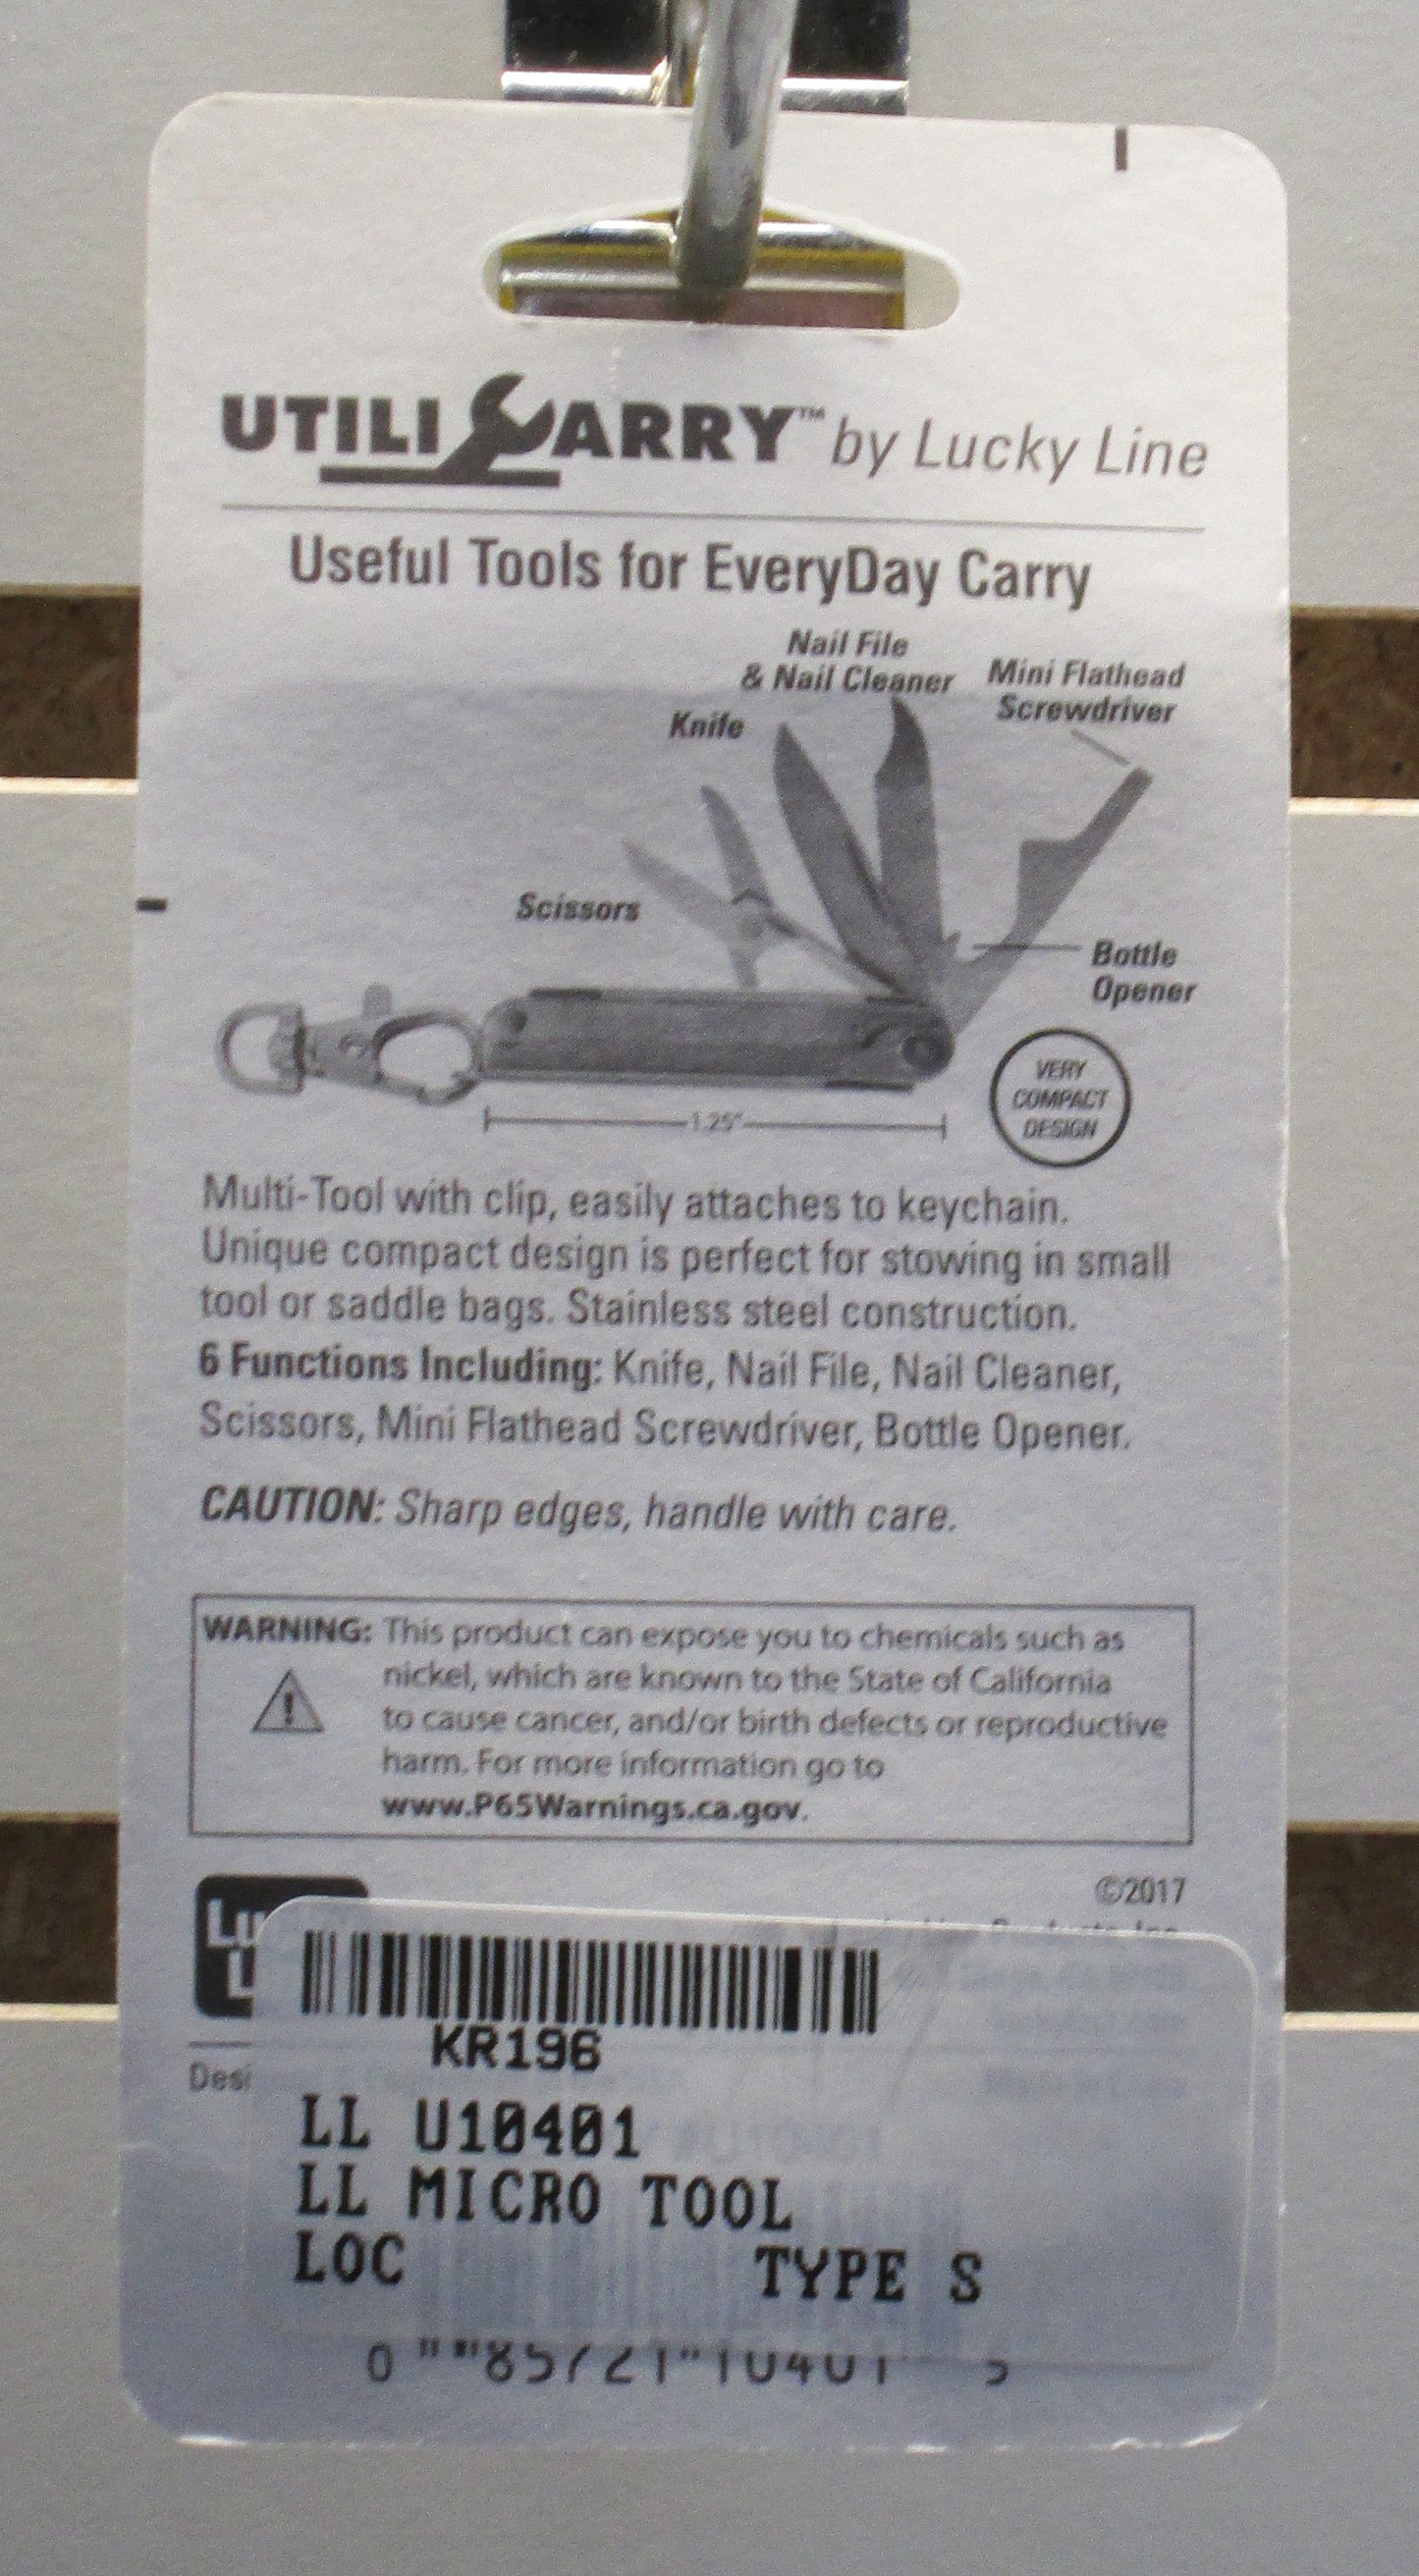 UTILICARRY™ by Lucky Line
Useful Tools for EveryDay Carry
Nail File
& Nail Cleaner
Mini Flathead
Screwdriver
Knife
Scissors
Bottle
Opener
VERY
COMPACT
DESIGN
1.25"
Multi-Tool with clip, easily attaches to keychain.
Unique compact design is perfect for stowing in small
tool or saddle bags. Stainless steel construction.
6 Functions Including: Knife, Nail File, Nail Cleaner,
Scissors, Mini Flathead Screwdriver, Bottle Opener.
CAUTION: Sharp edges, handle with care.
WARNING: This product can expose you to chemicals such as
nickel, which are known to the State of California
to cause cancer, and/or birth defects or reproductive
harm. For more information go to
www.P65Warnings.ca.gov.
!
©2017
KR196
LL U10401
LL MICRO TOOL
LOC TYPE S
0 85721 10401 5